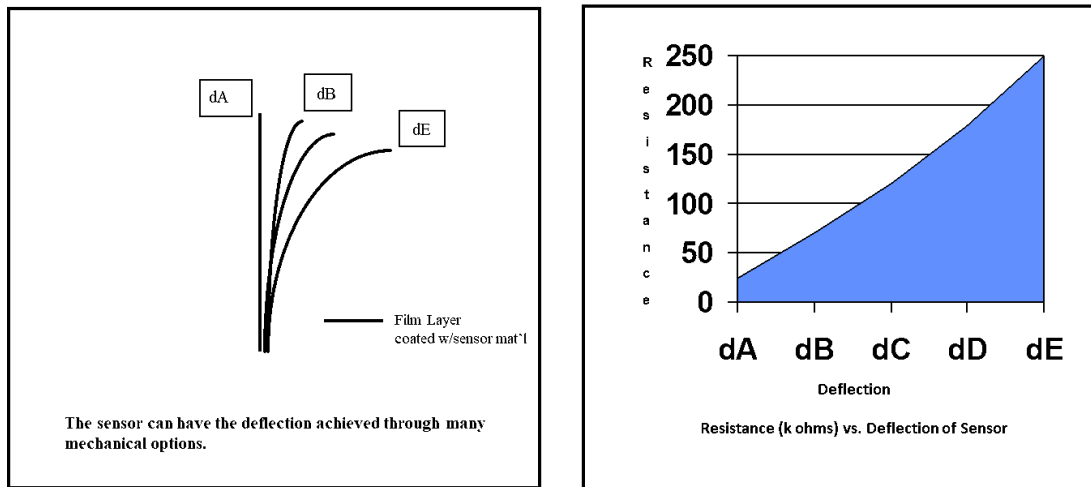 dA
dB
dE
Film Layer
coated w/sensor mat'l
The sensor can have the deflection achieved through many
mechanical options.
Resistance
250
200
150
100
50
0
dA dB dC dD dE
Deflection
Resistance (k ohms) vs. Deflection of Sensor